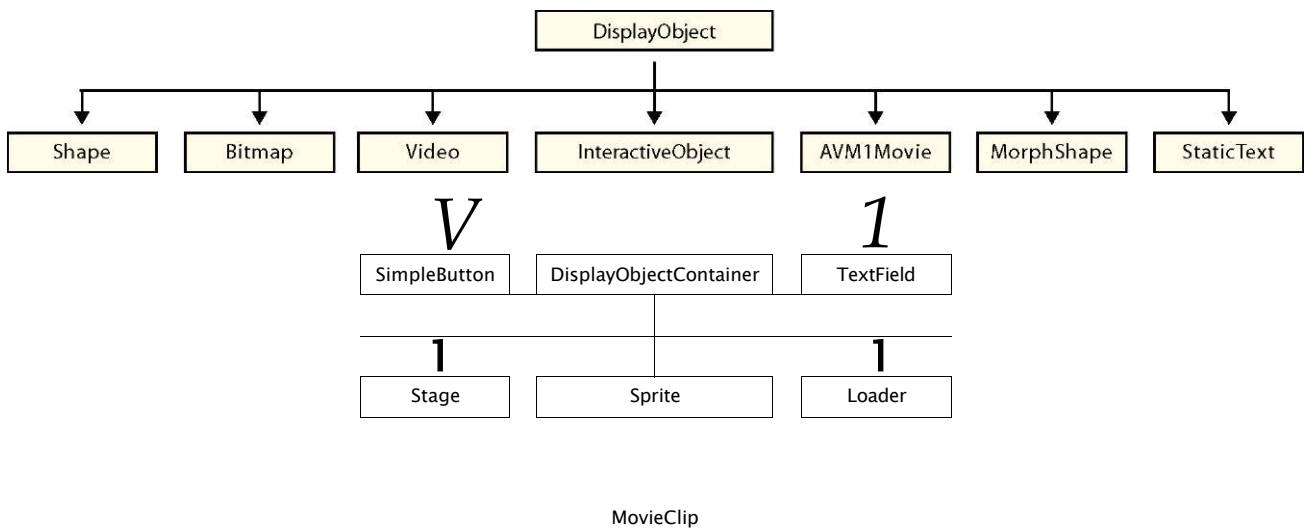 DisplayObject
Shape Bitmap Video InteractiveObject AVM1Movie MorphShape StaticText
V 1
SimpleButton DisplayObjectContainer TextField
1 1
Stage Sprite Loader
MovieClip